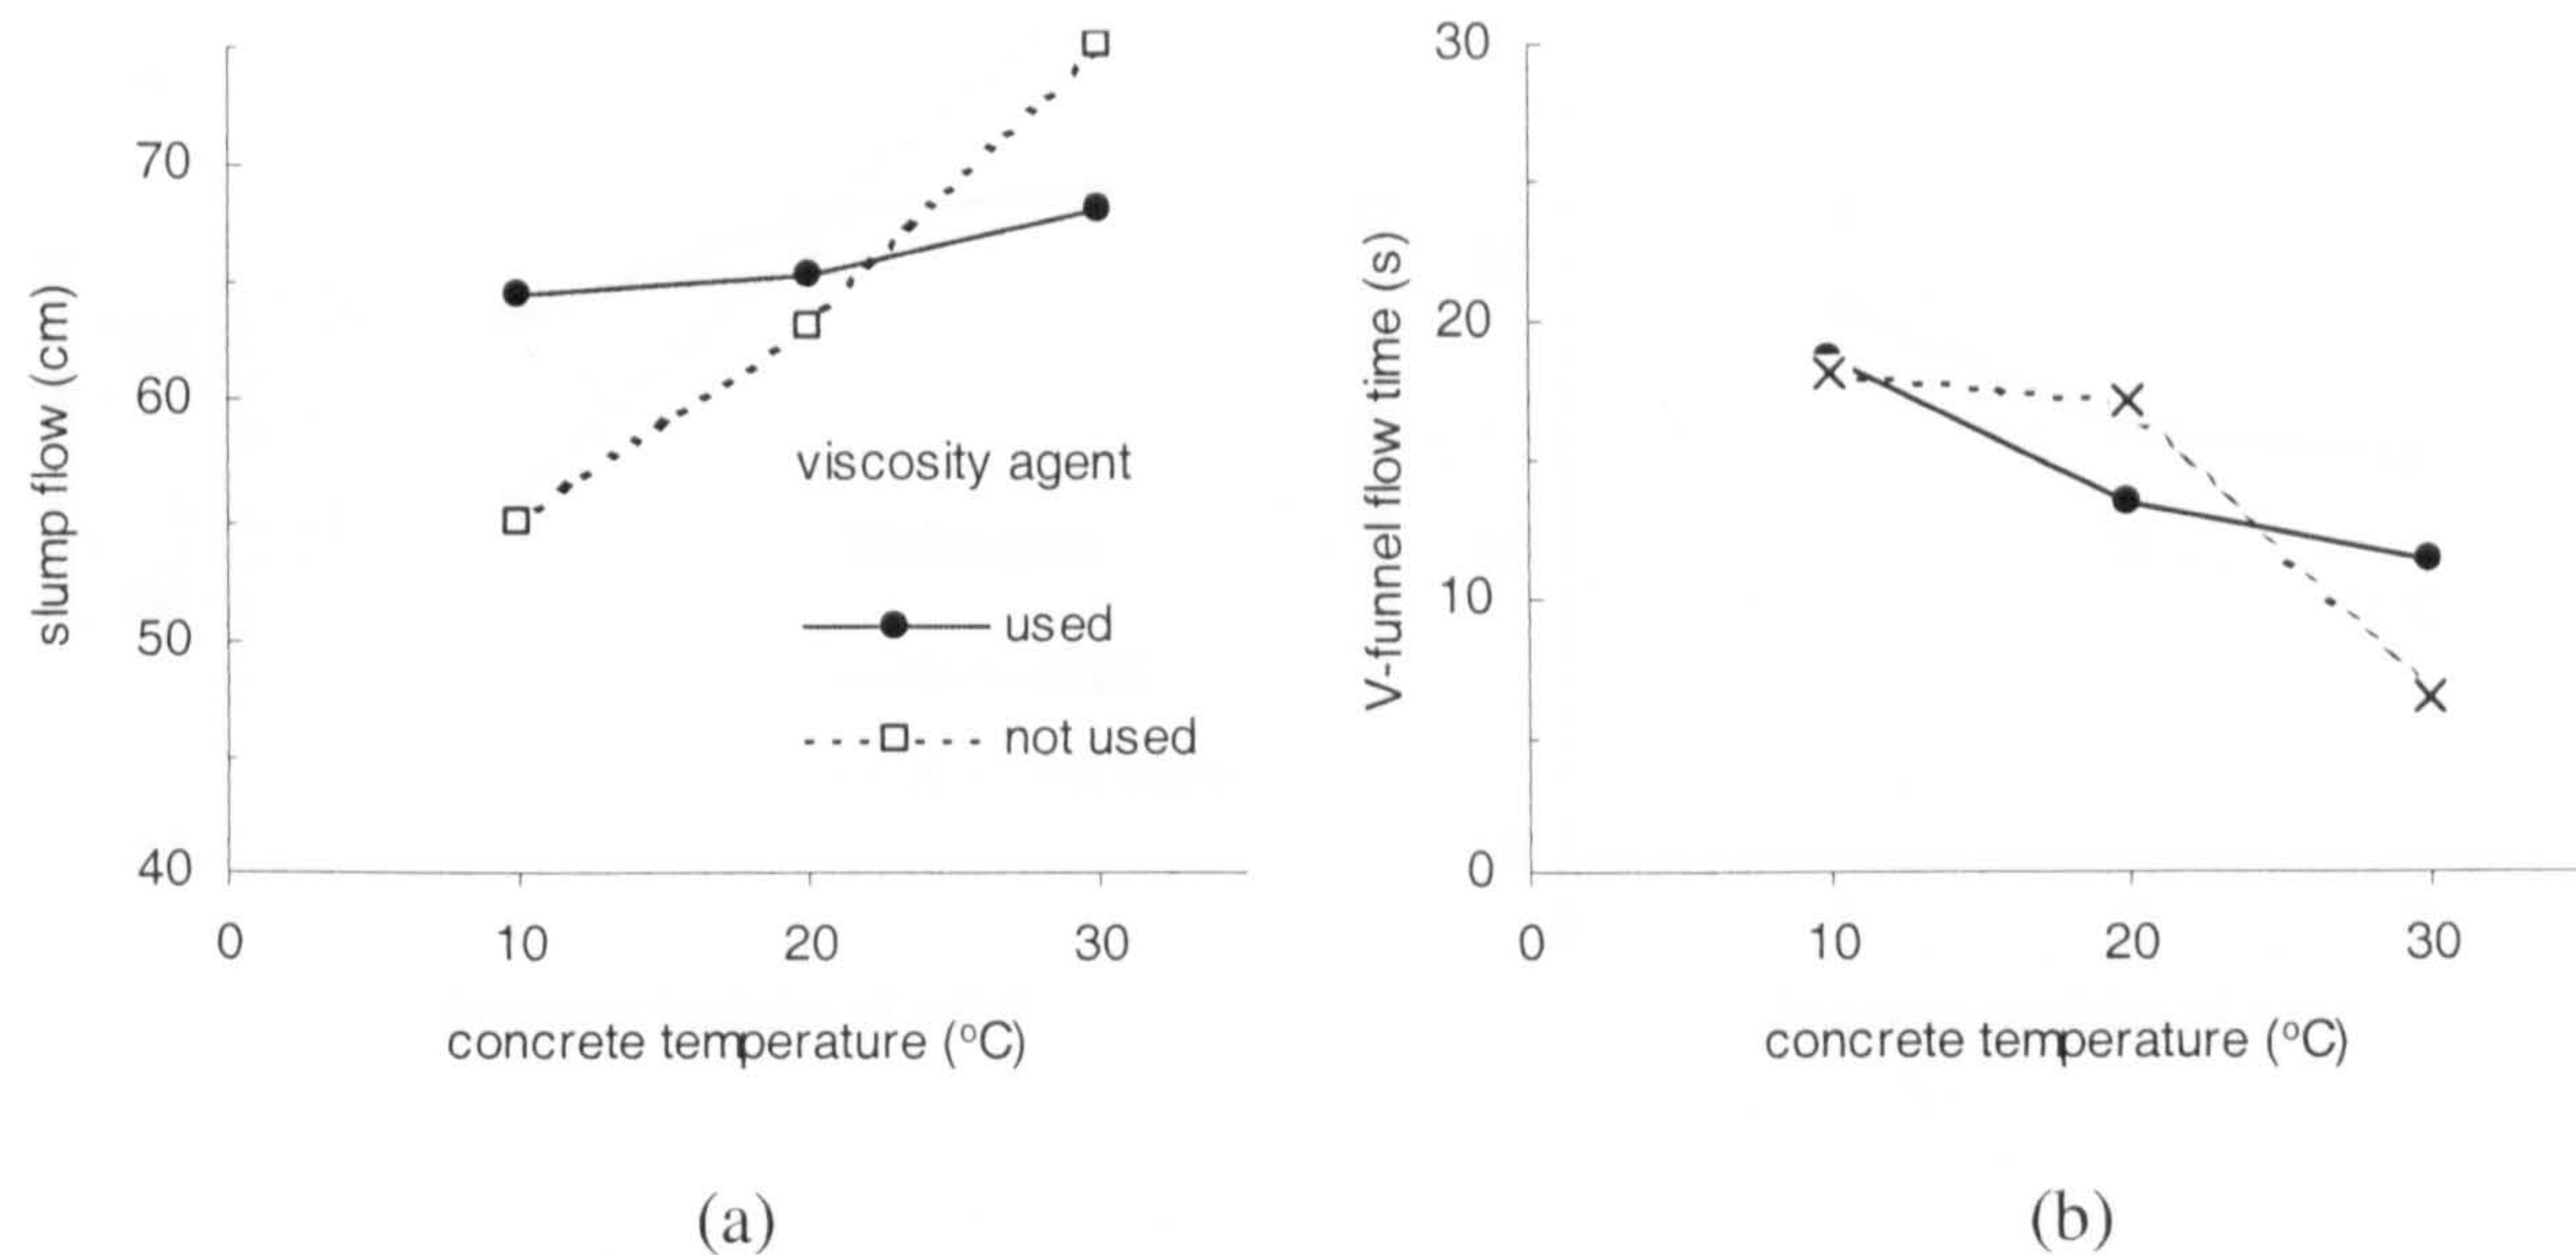 slump flow (cm)
70
60
50
40
0 10 20 30
concrete temperature (°C)
viscosity agent
used
not used
(a)
V-funnel flow time (s)
30
20
10
0
0 10 20 30
concrete temperature (°C)
(b)